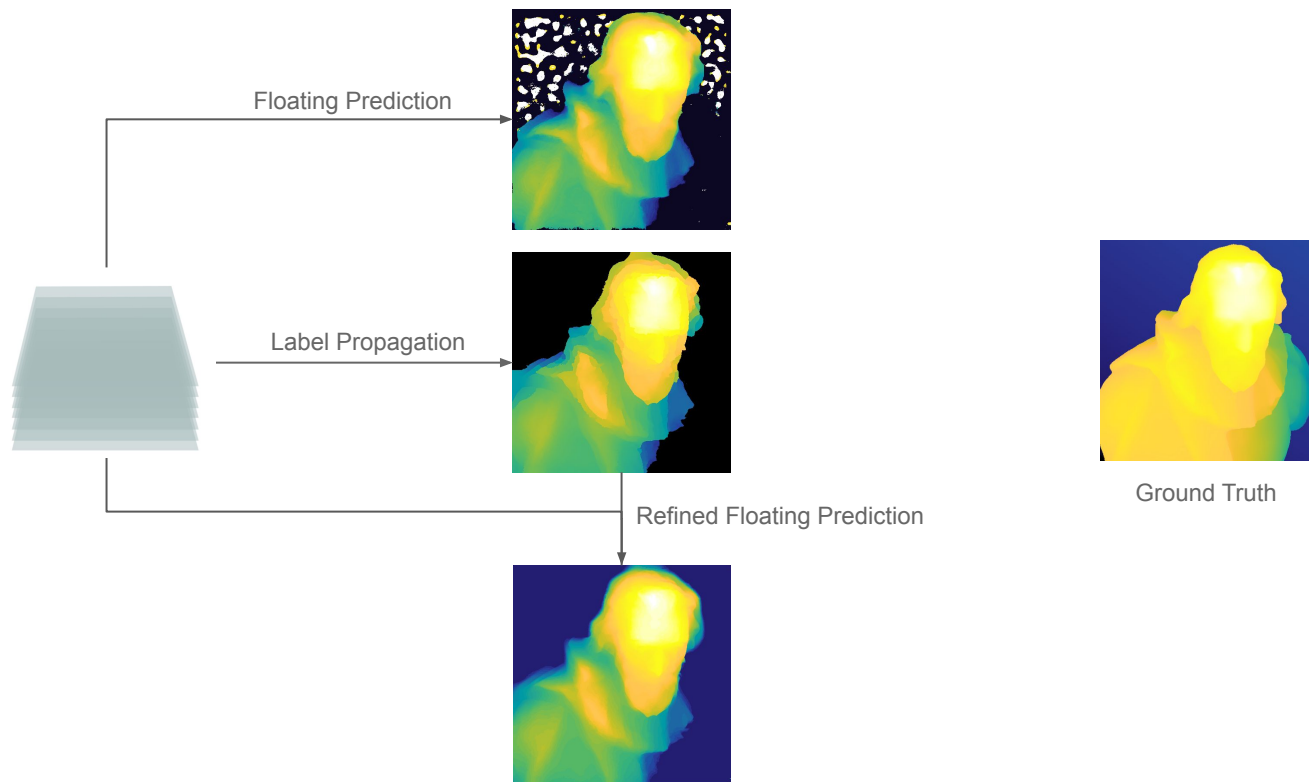 Floating Prediction
Label Propagation
Ground Truth
Refined Floating Prediction